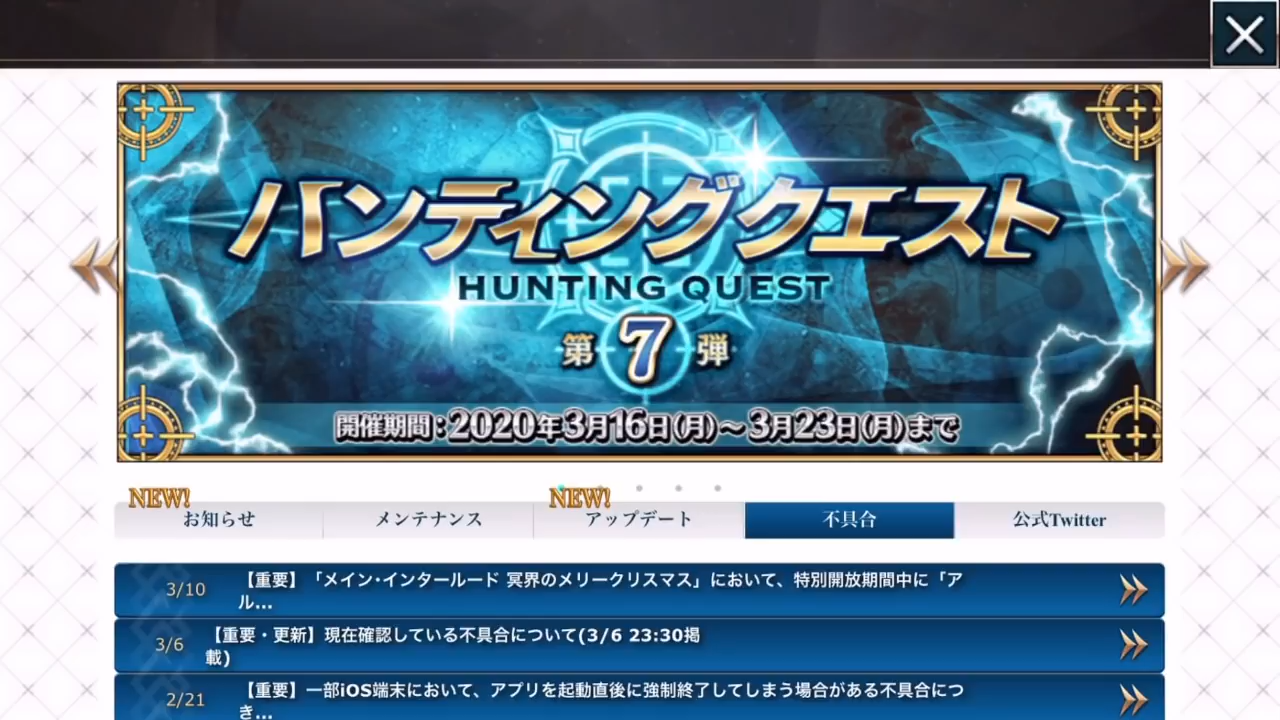 ハンティングクエスト
HUNTING QUEST
第7弾
開催期間:2020年3月16日(月)~3月23日(月)まで
NEW!
NEW!
お知らせ
メンテナンス
アップデート
不具合
公式Twitter
3/10
【重要】「メイン・インタールード 冥界のメリークリスマス」において、特別開放期間中に「ア
ル...
3/6
【重要・更新】現在確認している不具合について(3/6 23:30掲
載)
2/21
【重要】一部iOS端末において、アプリを起動直後に強制終了してしまう場合がある不具合につ
き...